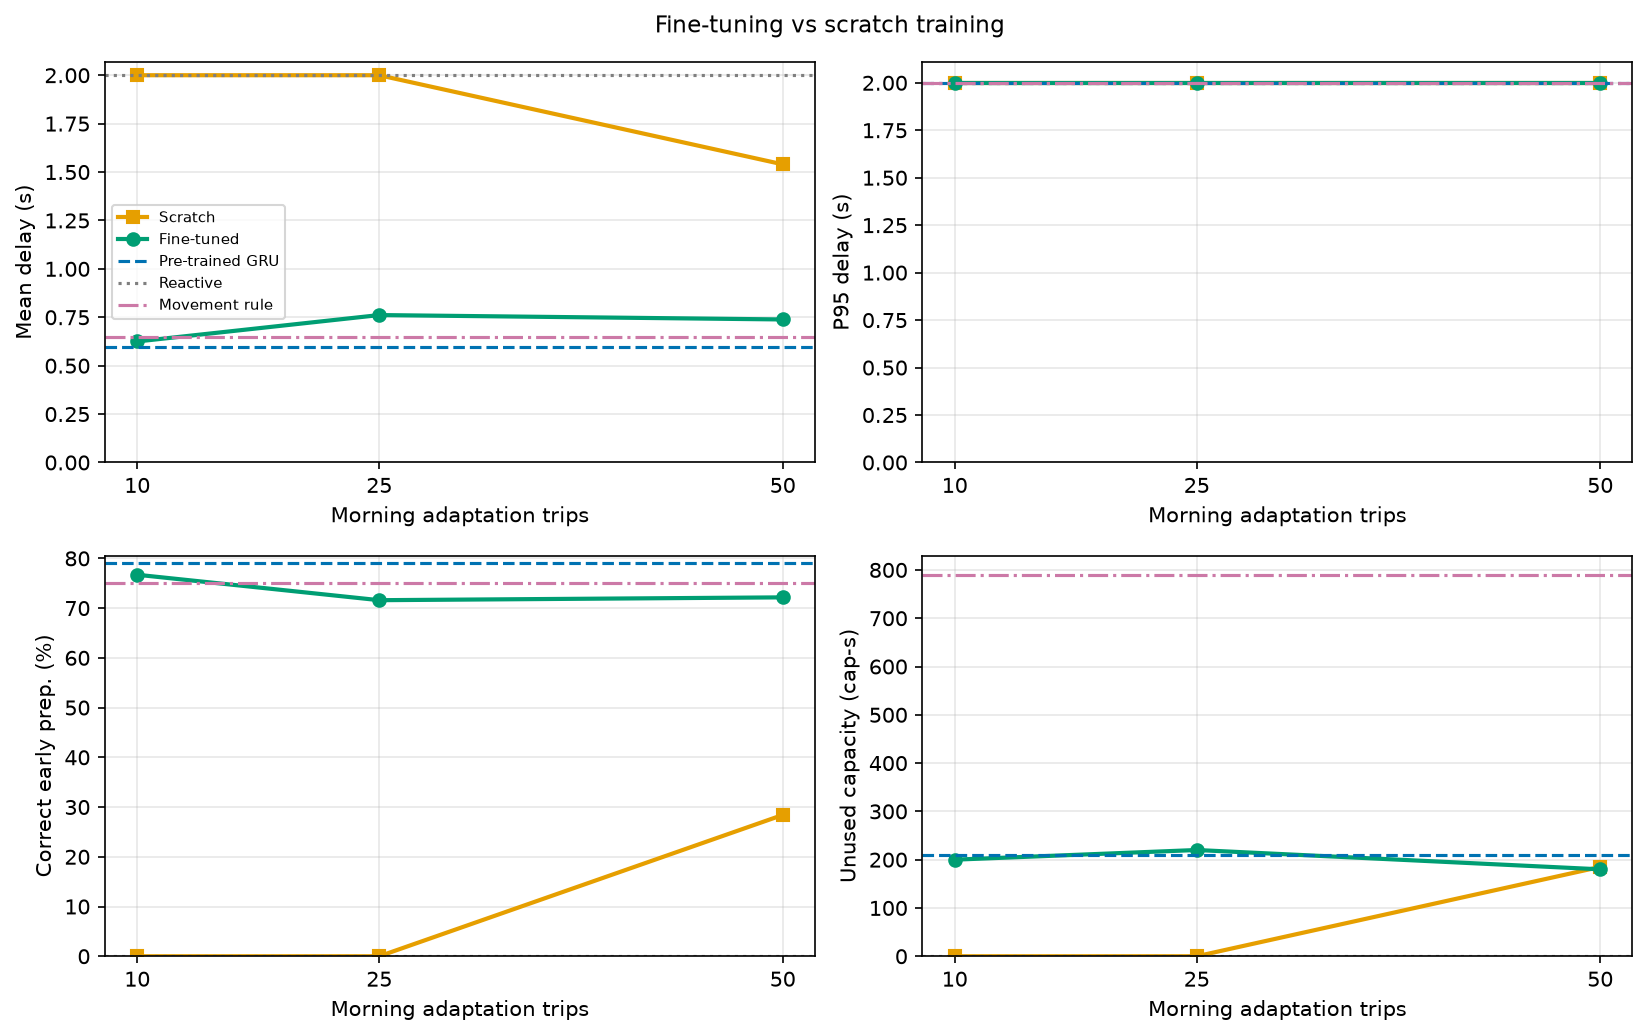 Fine-tuning vs scratch training
Mean delay (s)
2.00
1.75
1.50
1.25
1.00
0.75
0.50
0.25
0.00
Scratch
Fine-tuned
Pre-trained GRU
Reactive
Movement rule
10 25 50
Morning adaptation trips
P95 delay (s)
2.00
1.75
1.50
1.25
1.00
0.75
0.50
0.25
0.00
10 25 50
Morning adaptation trips
Correct early prep. (%)
80
70
60
50
40
30
20
10
0
10 25 50
Morning adaptation trips
Unused capacity (cap-s)
800
700
600
500
400
300
200
100
0
10 25 50
Morning adaptation trips